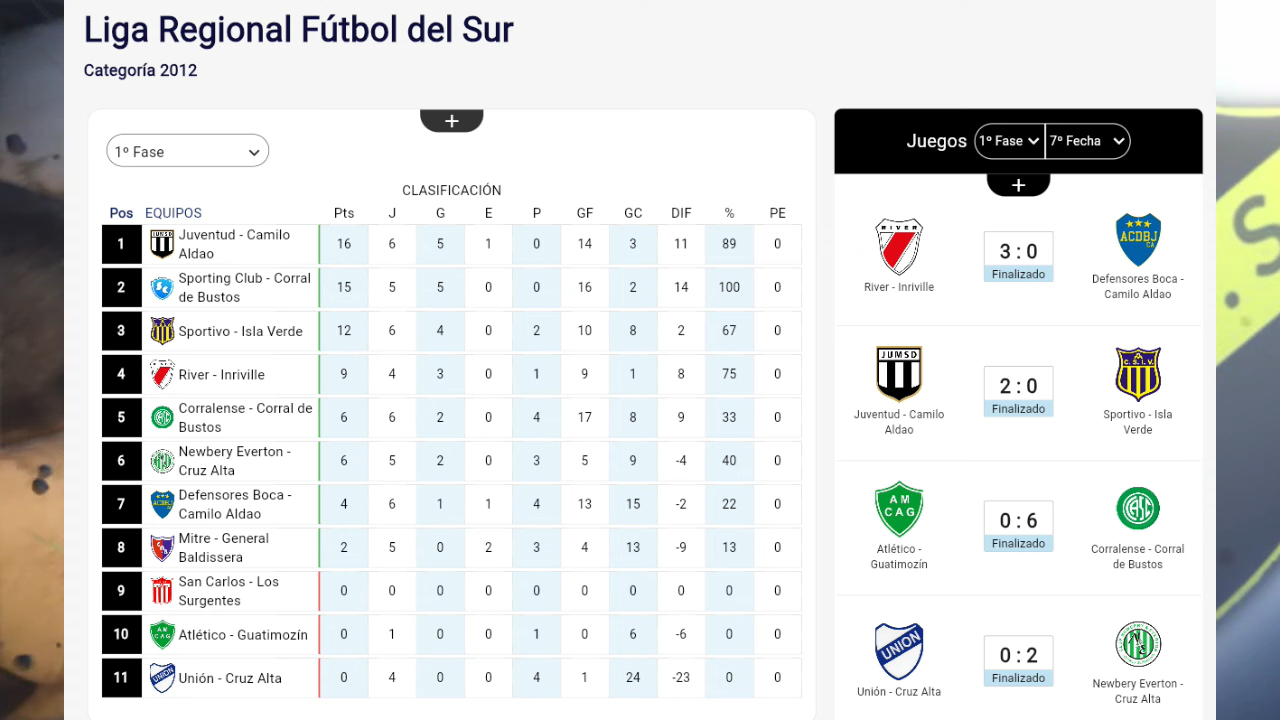 Liga Regional Fútbol del Sur
Categoría 2012
+
1º Fase
CLASIFICACIÓN
Pos EQUIPOS Pts J G E P GF GC DIF % PE
1 Juventud - Camilo Aldao 16 6 5 1 0 14 3 11 89 0
2 Sporting Club - Corral de Bustos 15 5 5 0 0 16 2 14 100 0
3 Sportivo - Isla Verde 12 6 4 0 2 10 8 2 67 0
4 River - Inriville 9 4 3 0 1 9 1 8 75 0
5 Corralense - Corral de Bustos 6 6 2 0 4 17 8 9 33 0
6 Newbery Everton - Cruz Alta 6 5 2 0 3 5 9 -4 40 0
7 Defensores Boca - Camilo Aldao 4 6 1 1 4 13 15 -2 22 0
8 Mitre - General Baldissera 2 5 0 2 3 4 13 -9 13 0
9 San Carlos - Los Surgentes 0 0 0 0 0 0 0 0 0 0
10 Atlético - Guatimozín 0 1 0 0 1 0 6 -6 0 0
11 Unión - Cruz Alta 0 4 0 0 4 1 24 -23 0 0
Juegos 1º Fase 7º Fecha
+
RIVER
3 : 0
ACDBJ
CA
Finalizado
River - Inriville
Defensores Boca -
Camilo Aldao
JUMSD
2 : 0
C.S.I.V
Finalizado
Juventud - Camilo
Aldao
Sportivo - Isla
Verde
AM
CAG
0 : 6
CASC
Finalizado
Atlético -
Guatimozín
Corralense - Corral
de Bustos
UNION
0 : 2
Finalizado
Unión - Cruz Alta
Newbery Everton -
Cruz Alta